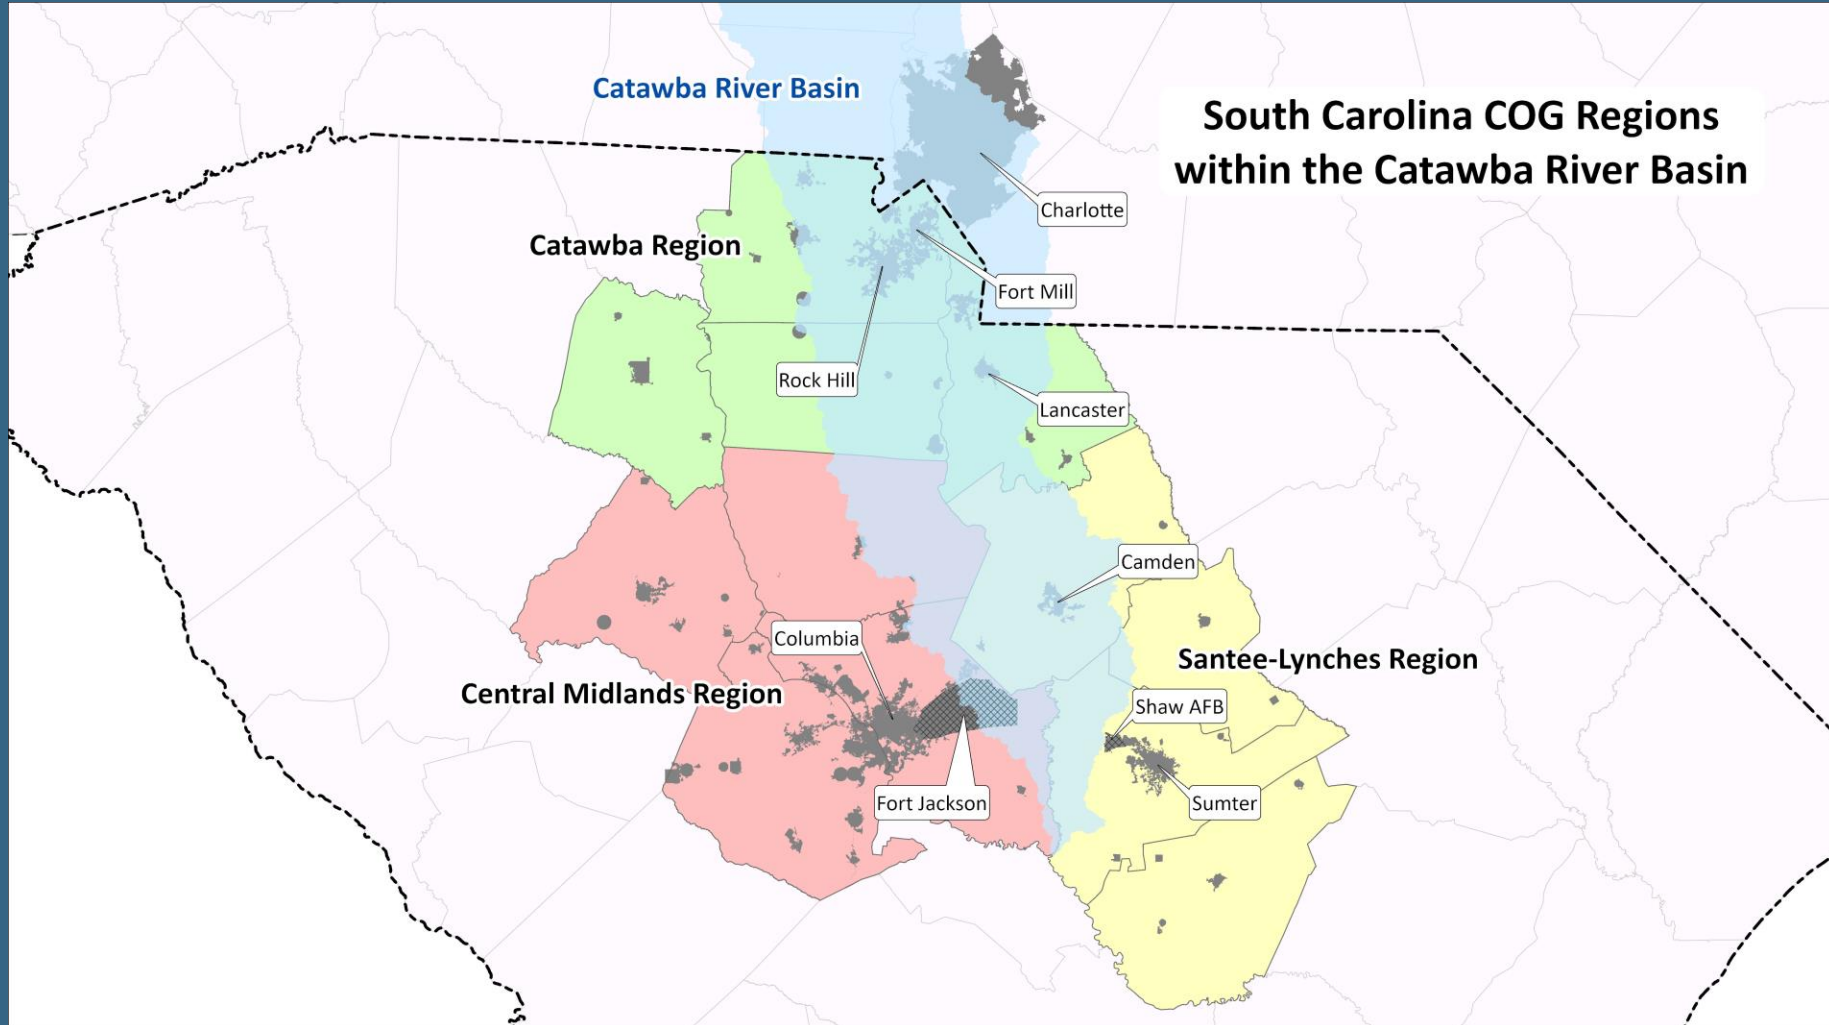 South Carolina COG Regions
within the Catawba River Basin
Catawba River Basin
Charlotte
Catawba Region
Fort Mill
Rock Hill
Lancaster
Camden
Columbia
Santee-Lynches Region
Central Midlands Region
Shaw AFB
Fort Jackson
Sumter